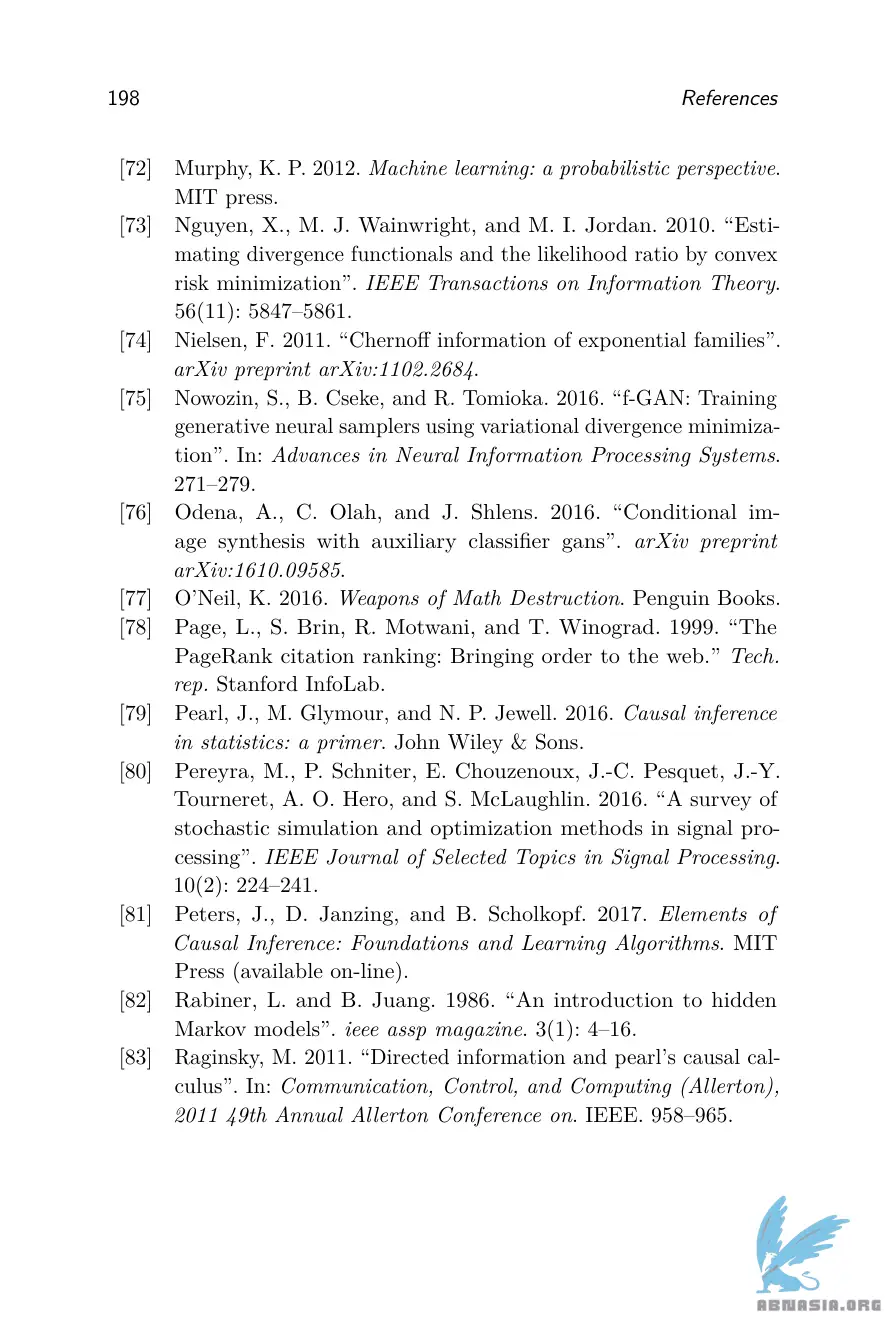 198 References
[72] Murphy, K. P. 2012. Machine learning: a probabilistic perspective.
MIT press.
[73] Nguyen, X., M. J. Wainwright, and M. I. Jordan. 2010. “Esti-
mating divergence functionals and the likelihood ratio by convex
risk minimization”. IEEE Transactions on Information Theory.
56(11): 5847–5861.
[74] Nielsen, F. 2011. “Chernoff information of exponential families”.
arXiv preprint arXiv:1102.2684.
[75] Nowozin, S., B. Cseke, and R. Tomioka. 2016. “f-GAN: Training
generative neural samplers using variational divergence minimiza-
tion”. In: Advances in Neural Information Processing Systems.
271–279.
[76] Odena, A., C. Olah, and J. Shlens. 2016. “Conditional im-
age synthesis with auxiliary classifier gans”. arXiv preprint
arXiv:1610.09585.
[77] O’Neil, K. 2016. Weapons of Math Destruction. Penguin Books.
[78] Page, L., S. Brin, R. Motwani, and T. Winograd. 1999. “The
PageRank citation ranking: Bringing order to the web.” Tech.
rep. Stanford InfoLab.
[79] Pearl, J., M. Glymour, and N. P. Jewell. 2016. Causal inference
in statistics: a primer. John Wiley & Sons.
[80] Pereyra, M., P. Schniter, E. Chouzenoux, J.-C. Pesquet, J.-Y.
Tourneret, A. O. Hero, and S. McLaughlin. 2016. “A survey of
stochastic simulation and optimization methods in signal pro-
cessing”. IEEE Journal of Selected Topics in Signal Processing.
10(2): 224–241.
[81] Peters, J., D. Janzing, and B. Scholkopf. 2017. Elements of
Causal Inference: Foundations and Learning Algorithms. MIT
Press (available on-line).
[82] Rabiner, L. and B. Juang. 1986. “An introduction to hidden
Markov models”. ieee assp magazine. 3(1): 4–16.
[83] Raginsky, M. 2011. “Directed information and pearl’s causal cal-
culus”. In: Communication, Control, and Computing (Allerton),
2011 49th Annual Allerton Conference on. IEEE. 958–965.
ABNASIA.ORG